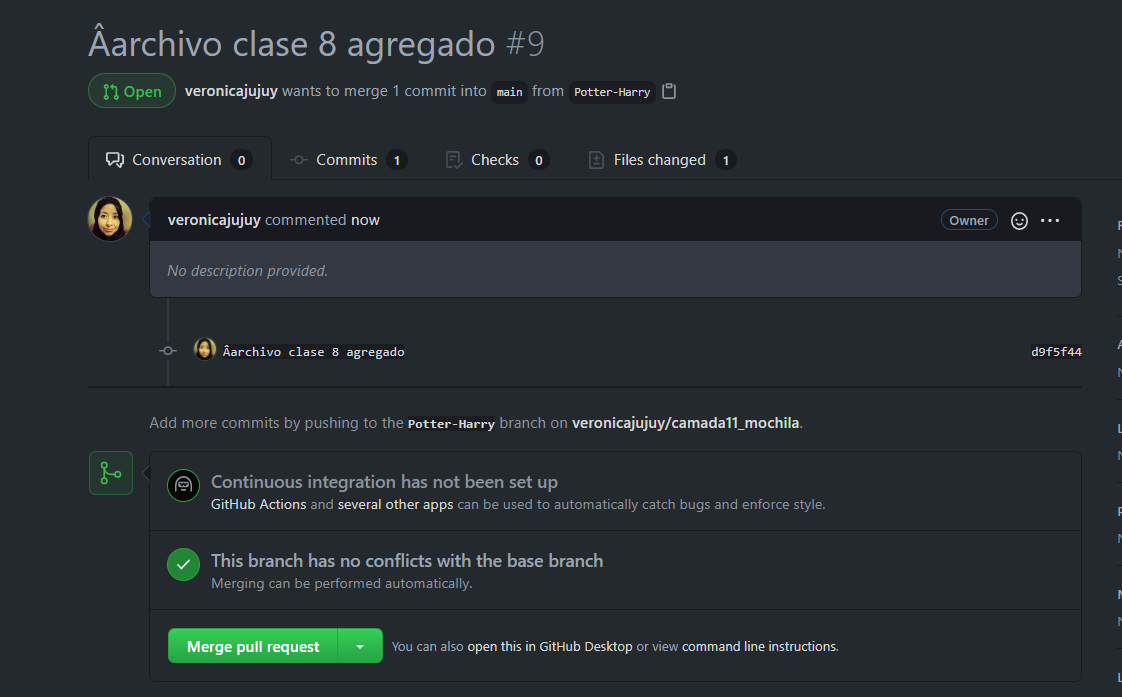 Âarchivo clase 8 agregado #9
Open veronicajujuy wants to merge 1 commit into main from Potter-Harry
Conversation 0 Commits 1 Checks 0 Files changed 1
veronicajujuy commented now Owner
No description provided.
Âarchivo clase 8 agregado d9f5f44
Add more commits by pushing to the Potter-Harry branch on veronicajujuy/camada11_mochila.
Continuous integration has not been set up
GitHub Actions and several other apps can be used to automatically catch bugs and enforce style.
This branch has no conflicts with the base branch
Merging can be performed automatically.
Merge pull request You can also open this in GitHub Desktop or view command line instructions.